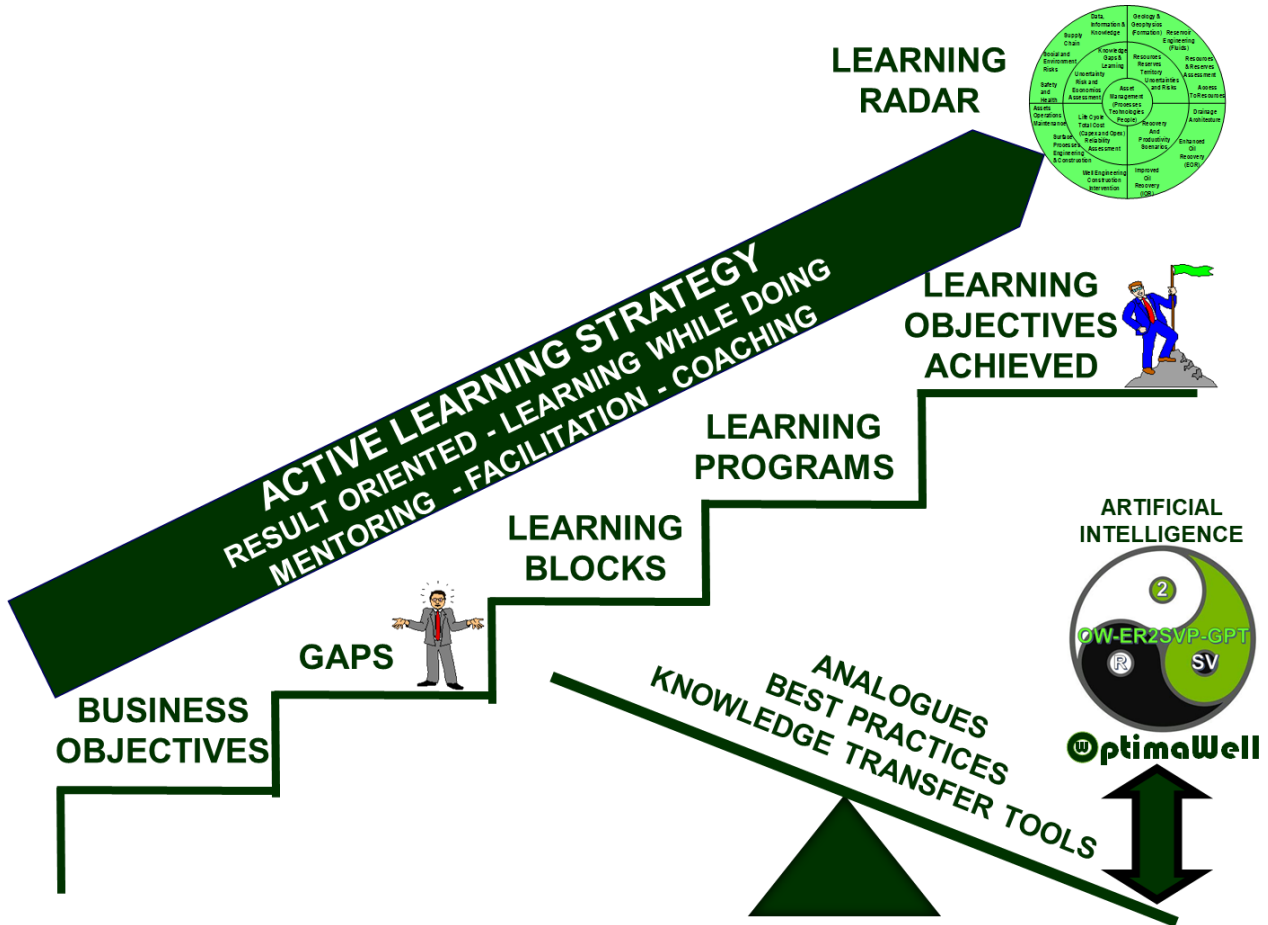 LEARNING
RADAR
Data,
Information &
Knowledge
Geology &
Geophysics
(Formation)
Reservoir
Engineering
(Fluids)
Resources
& Reserves
Assessment
Access
To Resources
Drainage
Architecture
Enhanced
Oil
Recovery
(EOR)
Improved
Oil
Recovery
(IOR)
Well Engineering
Construction
Intervention
Surface
Processes
Engineering
& Construction
Assets
Operations
Maintenance
Safety
and
Health
Social and
Environment
Risks
Supply
Chain
Knowledge
Gaps &
Learning
Uncertainty
Risk and
Economics
Assessment
Resources
Reserves
Territory
Uncertainties
and Risks
Life Cycle
Total Cost
(Capex and Opex)
Reliability
Assessment
Recovery
And
Productivity
Scenarios
Asset
Management
(Processes
Technologies
People)
ACTIVE LEARNING STRATEGY
RESULT ORIENTED - LEARNING WHILE DOING
MENTORING - FACILITATION - COACHING
LEARNING
OBJECTIVES
ACHIEVED
LEARNING
PROGRAMS
LEARNING
BLOCKS
GAPS
BUSINESS
OBJECTIVES
ANALOGUES
BEST PRACTICES
KNOWLEDGE TRANSFER TOOLS
ARTIFICIAL
INTELLIGENCE
2
OW-ER2SVP-GPT
R
SV
OptimaWell